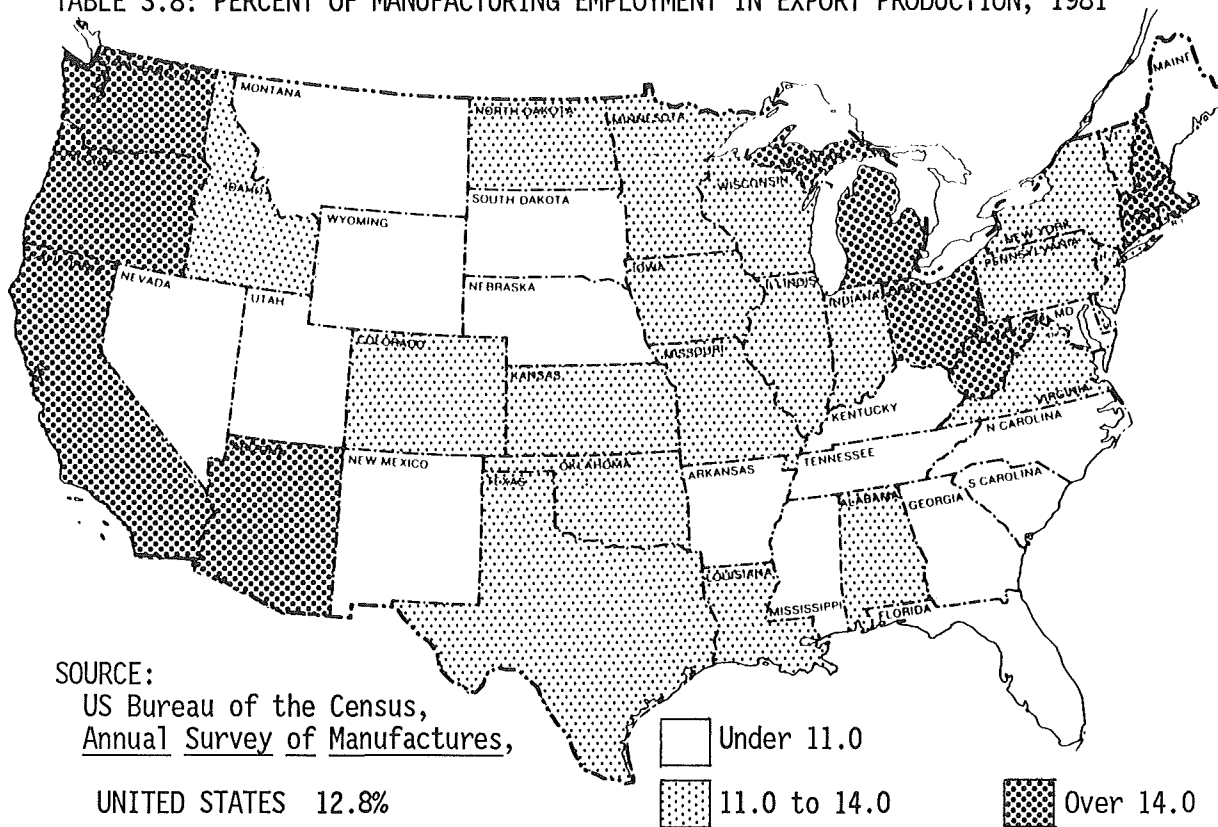 TABLE 3.8: PERCENT OF MANUFACTURING EMPLOYMENT IN EXPORT PRODUCTION, 1981
MAINE
MONTANA
NORTH DAKOTA
MINNESOTA
IDAHO
WISCONSIN
SOUTH DAKOTA
WYOMING
NEW YORK
PENNSYLVANIA
NEVADA
UTAH
NEBRASKA
IOWA
ILLINOIS
INDIANA
MD
COLORADO
MISSOURI
KANSAS
VIRGINIA
KENTUCKY
N CAROLINA
NEW MEXICO
OKLAHOMA
TENNESSEE
TEXAS
ARKANSAS
S CAROLINA
ALABAMA
GEORGIA
LOUISIANA
MISSISSIPPI
FLORIDA
SOURCE:
US Bureau of the Census,
Annual Survey of Manufactures,
UNITED STATES 12.8%
Under 11.0
11.0 to 14.0
Over 14.0